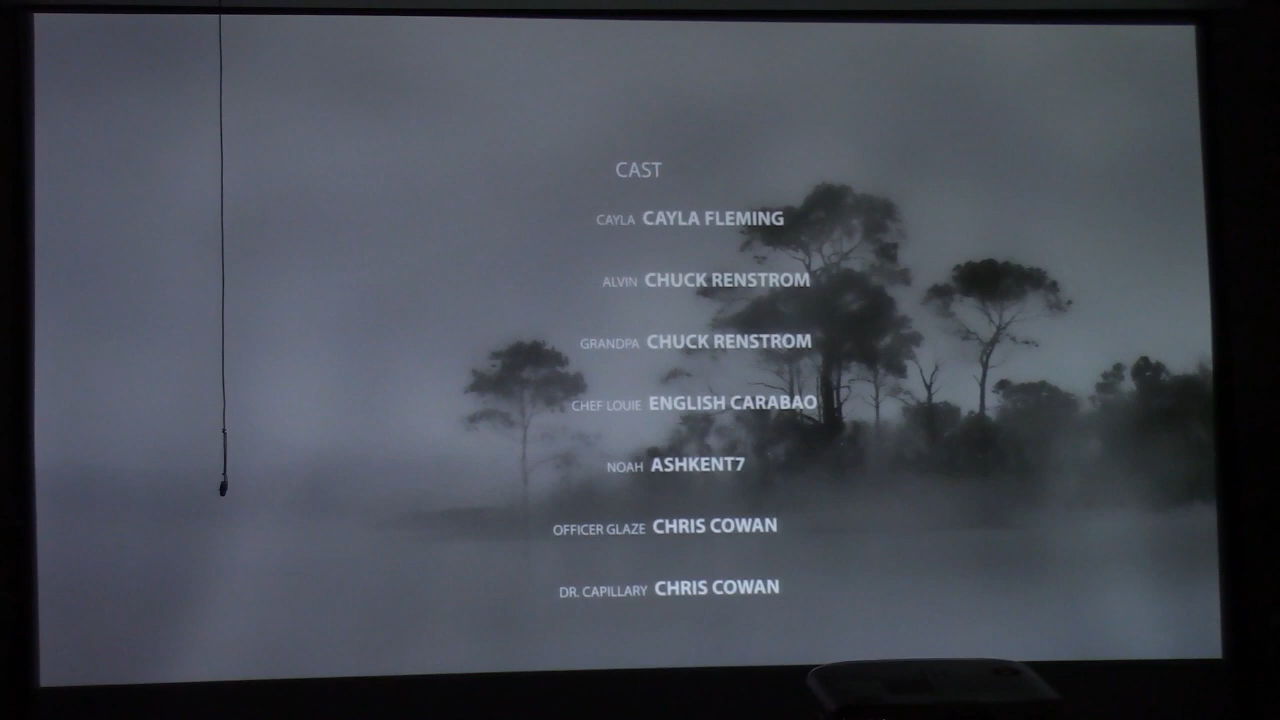 CAST
CAYLA CAYLA FLEMING
ALVIN CHUCK RENSTROM
GRANDPA CHUCK RENSTROM
CHEF LOUIE ENGLISH CARABAO
NOAH ASHKENT7
OFFICER GLAZE CHRIS COWAN
DR. CAPILLARY CHRIS COWAN